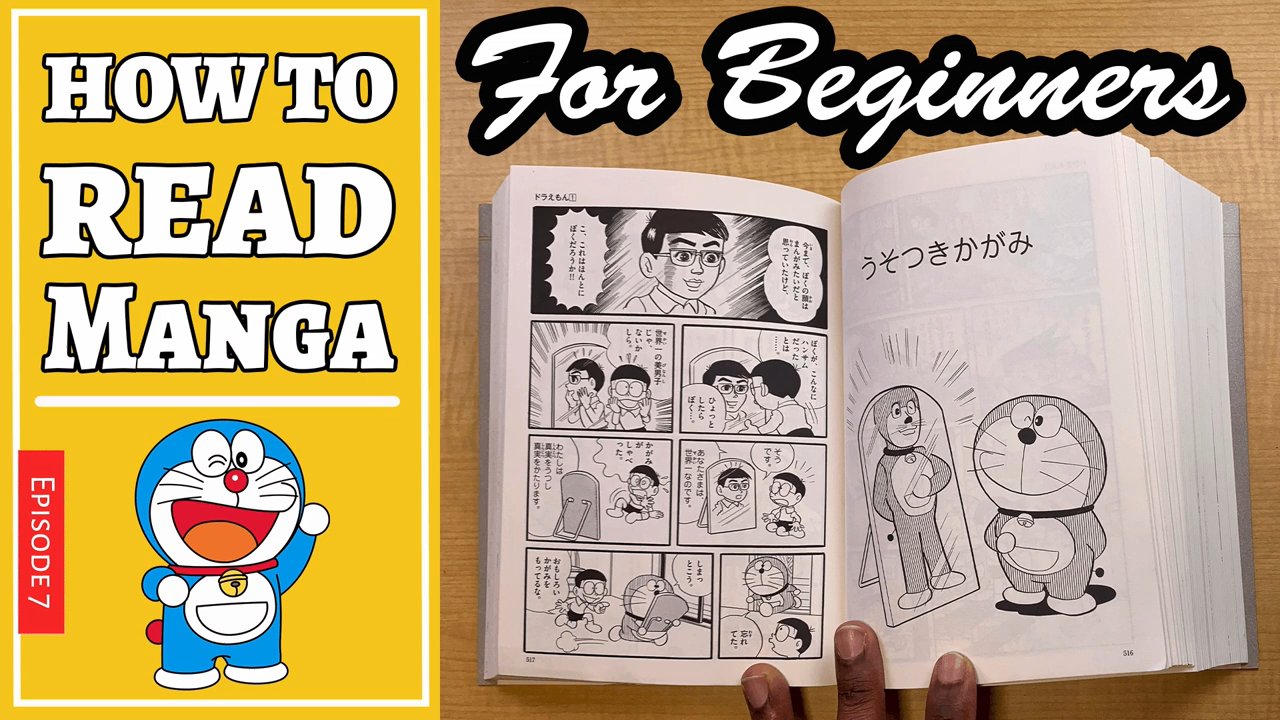 HOW TO
READ
MANGA
EPISODE 7
For Beginners
うそつきかがみ
516
ドラえもん1
今まで、ぼくの顔は
まんがみたいだと
思っていたけど、
こ、これはほんとに
ぼくだろうか!!
ぼくが、こんなに
ハンサム
だった
とは
……。
ひょっと
したら
ぼく…。
世界一の美男子
じゃ
ないか
しら。
そう
です。
あなたさまは、
世界一なのです。
かがみ
が
しゃべ
った。
わたしは
真実をうつし
真実をかたります。
忘れ
てた。
しまっ
とこう。
おもしろい
かがみを
もってるな。
517